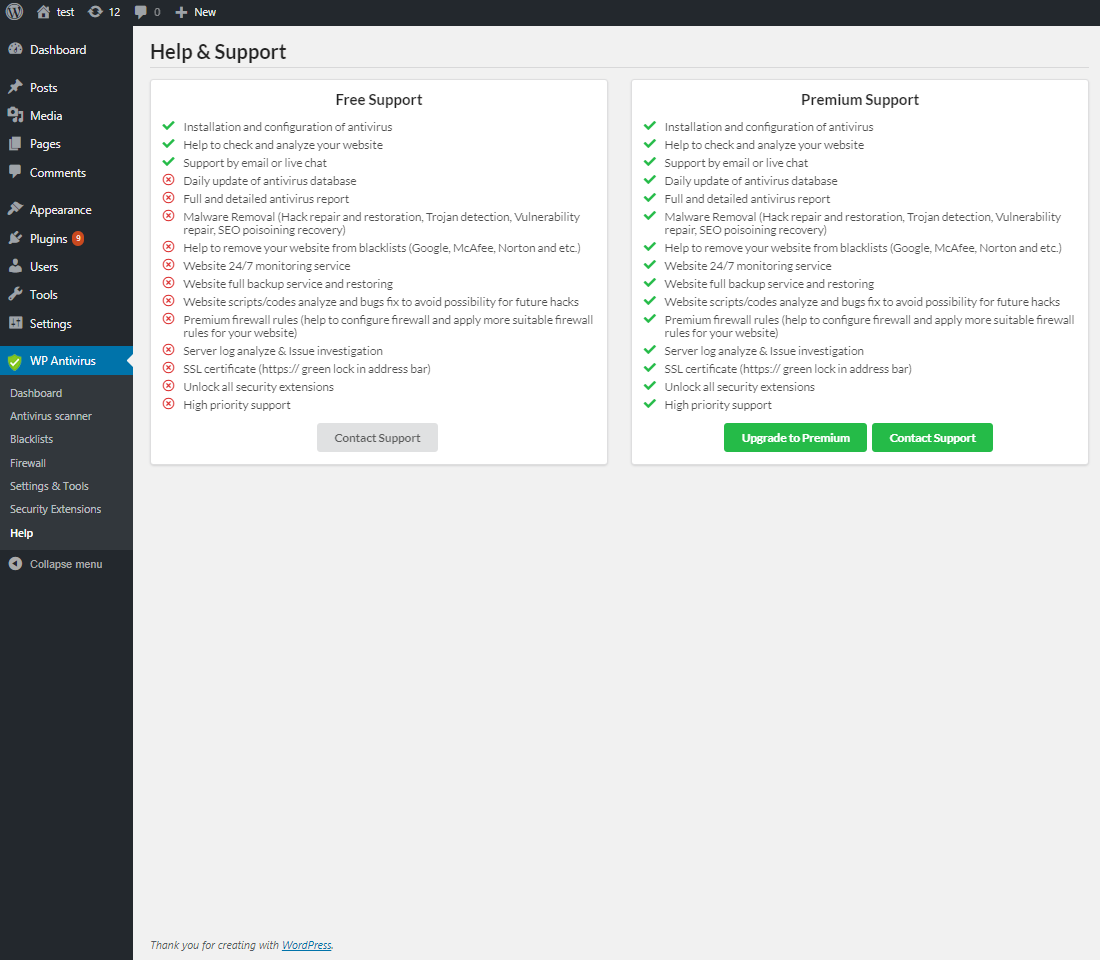 test 12 0 New
Dashboard
Posts
Media
Pages
Comments
Appearance
Plugins 9
Users
Tools
Settings
WP Antivirus
Dashboard
Antivirus scanner
Blacklists
Firewall
Settings & Tools
Security Extensions
Help
Collapse menu
Help & Support
Free Support
Installation and configuration of antivirus
Help to check and analyze your website
Support by email or live chat
Daily update of antivirus database
Full and detailed antivirus report
Malware Removal (Hack repair and restoration, Trojan detection, Vulnerability
repair, SEO poisoining recovery)
Help to remove your website from blacklists (Google, McAfee, Norton and etc.)
Website 24/7 monitoring service
Website full backup service and restoring
Website scripts/codes analyze and bugs fix to avoid possibility for future hacks
Premium firewall rules (help to configure firewall and apply more suitable firewall
rules for your website)
Server log analyze & Issue investigation
SSL certificate (https:// green lock in address bar)
Unlock all security extensions
High priority support
Contact Support
Premium Support
Installation and configuration of antivirus
Help to check and analyze your website
Support by email or live chat
Daily update of antivirus database
Full and detailed antivirus report
Malware Removal (Hack repair and restoration, Trojan detection, Vulnerability
repair, SEO poisoining recovery)
Help to remove your website from blacklists (Google, McAfee, Norton and etc.)
Website 24/7 monitoring service
Website full backup service and restoring
Website scripts/codes analyze and bugs fix to avoid possibility for future hacks
Premium firewall rules (help to configure firewall and apply more suitable firewall
rules for your website)
Server log analyze & Issue investigation
SSL certificate (https:// green lock in address bar)
Unlock all security extensions
High priority support
Upgrade to Premium Contact Support
Thank you for creating with WordPress.